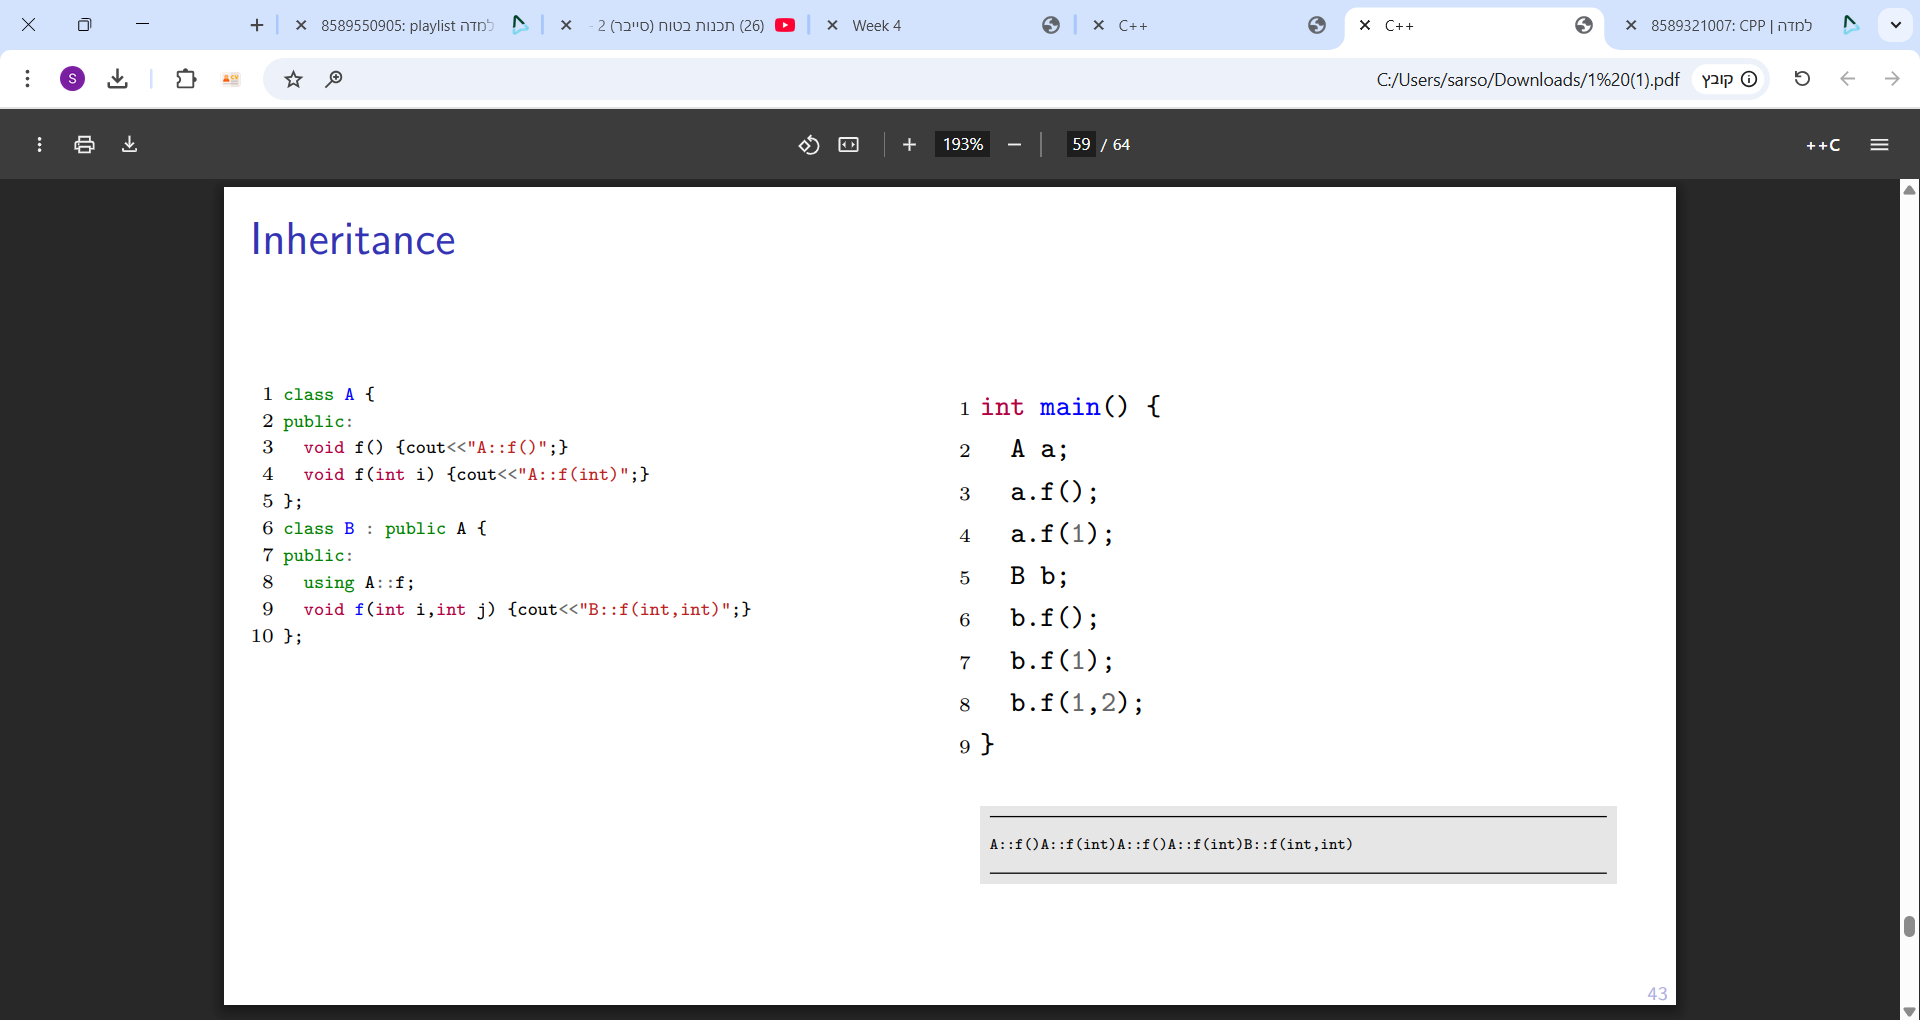 8589550905: playlist למדה
(26) תכנות בטוח (סייבר) 2 -
Week 4
C++
C++
8589321007: CPP | למדה
S
C:/Users/sarso/Downloads/1%20(1).pdf
קובץ
193%
59 / 64
++C
Inheritance
1 class A {
2 public:
3 void f() {cout<<"A::f()";}
4 void f(int i) {cout<<"A::f(int)";}
5 };
6 class B : public A {
7 public:
8 using A::f;
9 void f(int i,int j) {cout<<"B::f(int,int)";}
10 };
1 int main() {
2 A a;
3 a.f();
4 a.f(1);
5 B b;
6 b.f();
7 b.f(1);
8 b.f(1,2);
9 }
A::f()A::f(int)A::f()A::f(int)B::f(int,int)
43